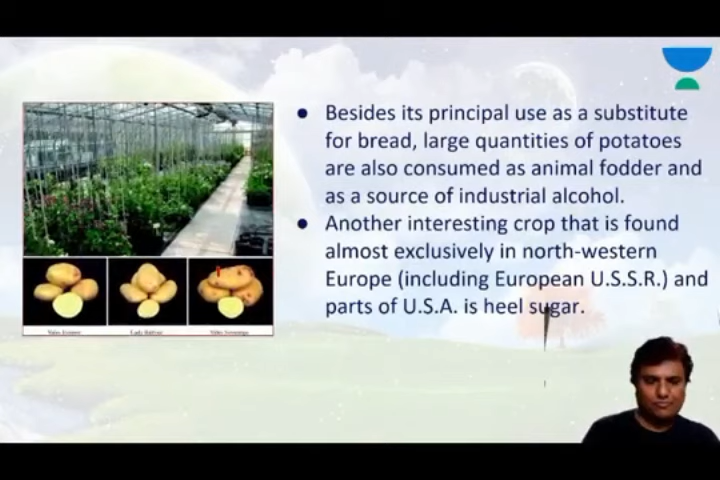 Besides its principal use as a substitute
for bread, large quantities of potatoes
are also consumed as animal fodder and
as a source of industrial alcohol.
Another interesting crop that is found
almost exclusively in north-western
Europe (including European U.S.S.R.) and
parts of U.S.A. is heel sugar.